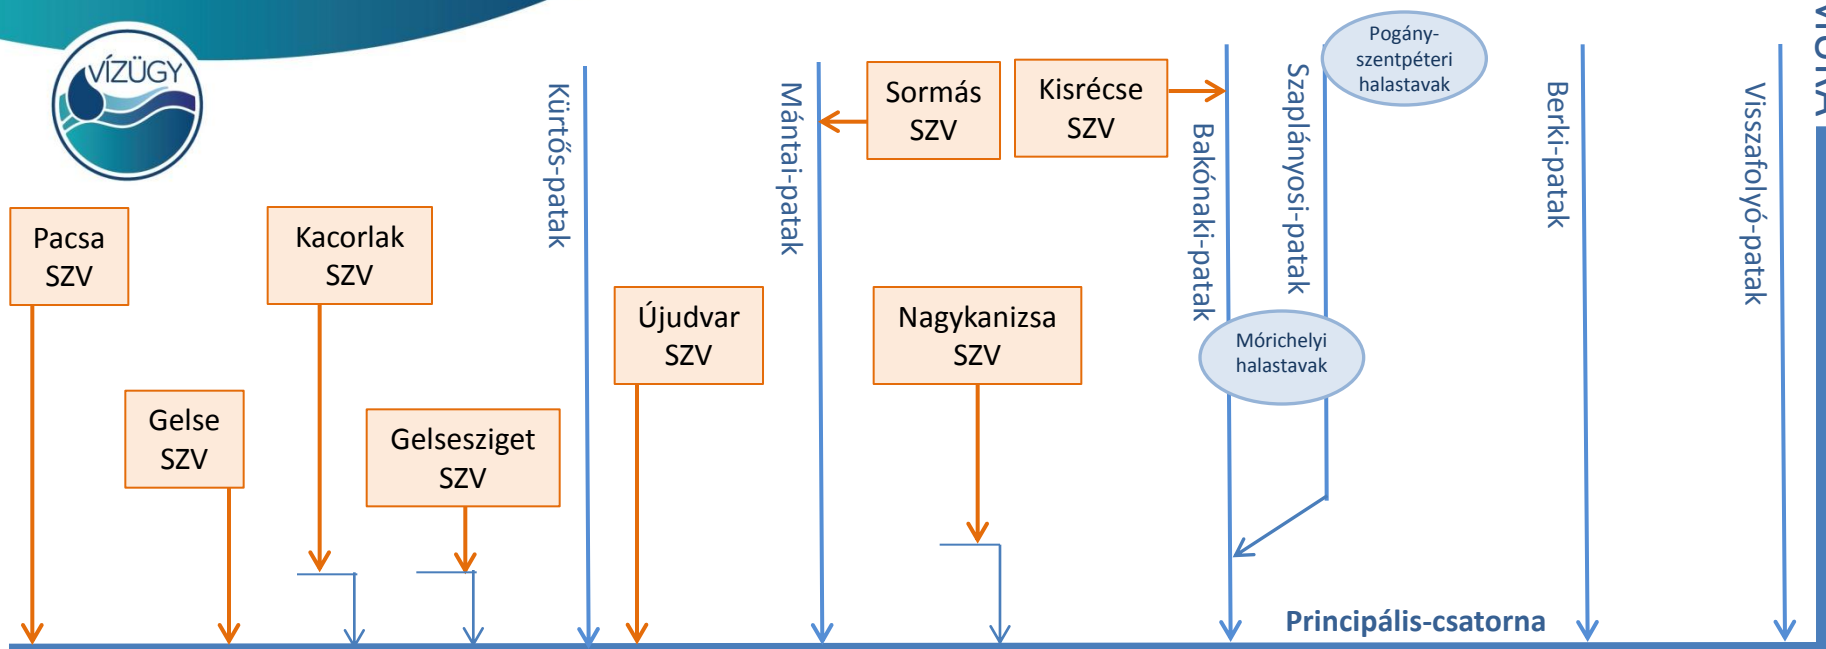 VÍZÜGY
Kürtős-patak
Mántai-patak
Sormás
SZV
Kisrécse
SZV
Bakónaki-patak
Szaplányosi-patak
Pogány-
szentpéteri
halastavak
Berki-patak
Visszafolyó-patak
MURA
Pacsa
SZV
Kacorlak
SZV
Újudvar
SZV
Nagykanizsa
SZV
Mórichelyi
halastavak
Gelse
SZV
Gelsesziget
SZV
Principális-csatorna